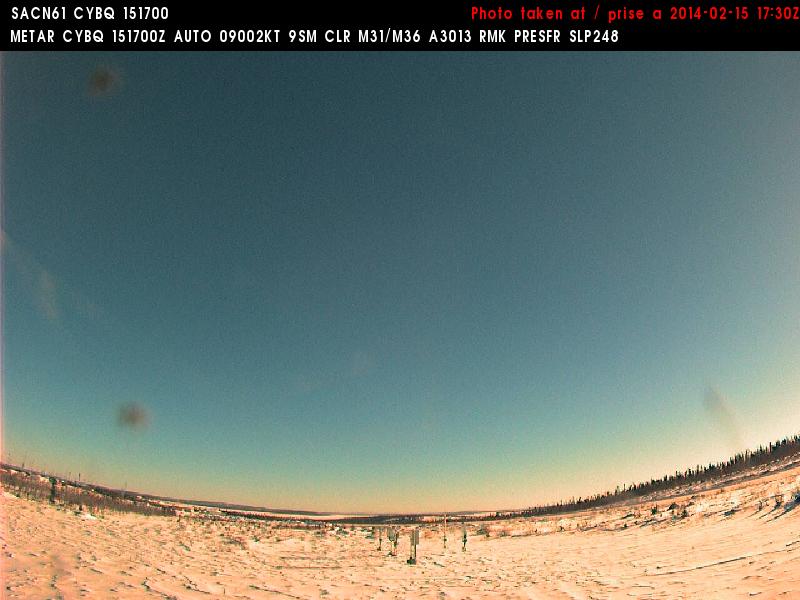 SACN61 CYBQ 151700
Photo taken at / prise a 2014-02-15 17:30Z
METAR CYBQ 151700Z AUTO 09002KT 9SM CLR M31/M36 A3013 RMK PRESFR SLP248